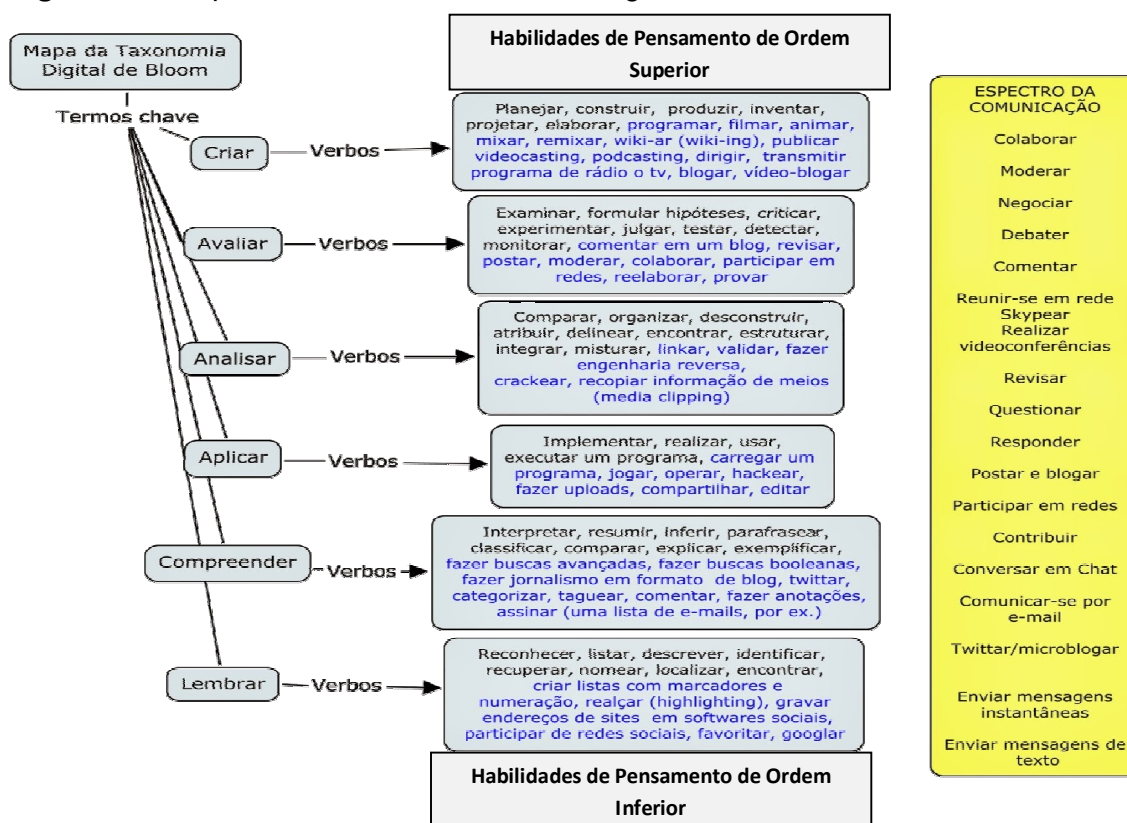 Mapa da Taxonomia
Digital de Bloom
Termos chave
Habilidades de Pensamento de Ordem
Superior
Criar
Verbos
Planejar, construir, produzir, inventar,
projetar, elaborar, programar, filmar, animar,
mixar, remixar, wiki-ar (wiki-ing), publicar
videocasting, podcasting, dirigir, transmitir
programa de rádio o tv, blogar, vídeo-blogar
Avaliar
Verbos
Examinar, formular hipóteses, criticar,
experimentar, julgar, testar, detectar,
monitorar, comentar em um blog, revisar,
postar, moderar, colaborar, participar em
redes, reelaborar, provar
Analisar
Verbos
Comparar, organizar, desconstruir,
atribuir, delinear, encontrar, estruturar,
integrar, misturar, linkar, validar, fazer
engenharia reversa,
crackear, recopiar informação de meios
(media clipping)
Aplicar
Verbos
Implementar, realizar, usar,
executar um programa, carregar um
programa, jogar, operar, hackear,
fazer uploads, compartilhar, editar
Compreender
Verbos
Interpretar, resumir, inferir, parafrasear,
classificar, comparar, explicar, exemplificar,
fazer buscas avançadas, fazer buscas booleanas,
fazer jornalismo em formato de blog, twittar,
categorizar, taguear, comentar, fazer anotações,
assinar (uma lista de e-mails, por ex.)
Lembrar
Verbos
Reconhecer, listar, descrever, identificar,
recuperar, nomear, localizar, encontrar,
criar listas com marcadores e
numeração, realçar (highlighting), gravar
endereços de sites em softwares sociais,
participar de redes sociais, favoritar, googlar
Habilidades de Pensamento de Ordem
Inferior
ESPECTRO DA
COMUNICAÇÃO
Colaborar
Moderar
Negociar
Debater
Comentar
Reunir-se em rede
Skypear
Realizar
videoconferências
Revisar
Questionar
Responder
Postar e blogar
Participar em redes
Contribuir
Conversar em Chat
Comunicar-se por
e-mail
Twittar/microblogar
Enviar mensagens
instantâneas
Enviar mensagens de
texto